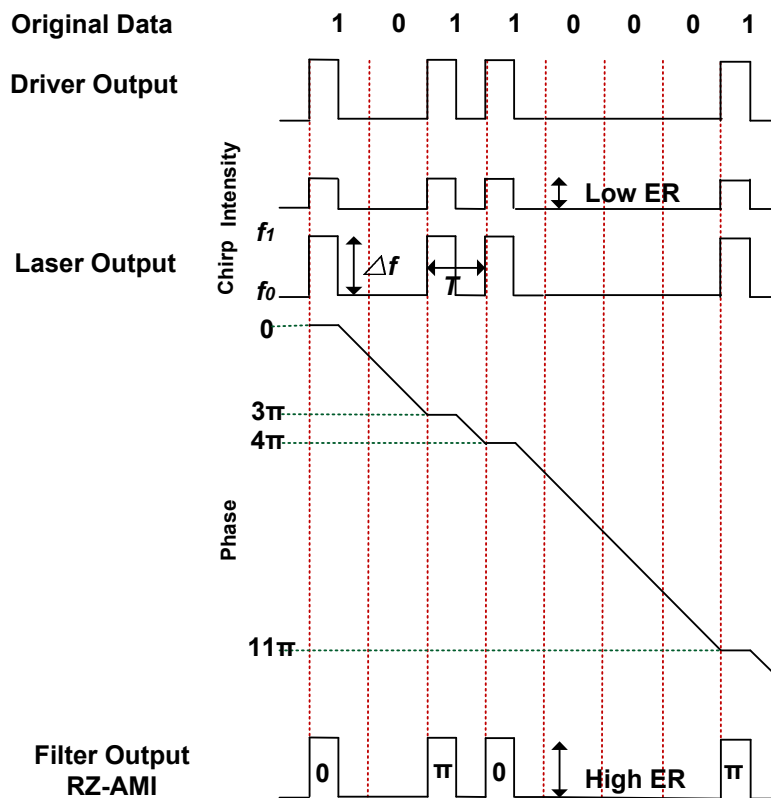 Original Data 1 0 1 1 0 0 0 1
Driver Output
Intensity
Low ER
Chirp
f1
Δf
T
Laser Output
f0
0
3π
4π
Phase
11π
Filter Output
RZ-AMI
0 π 0 High ER π